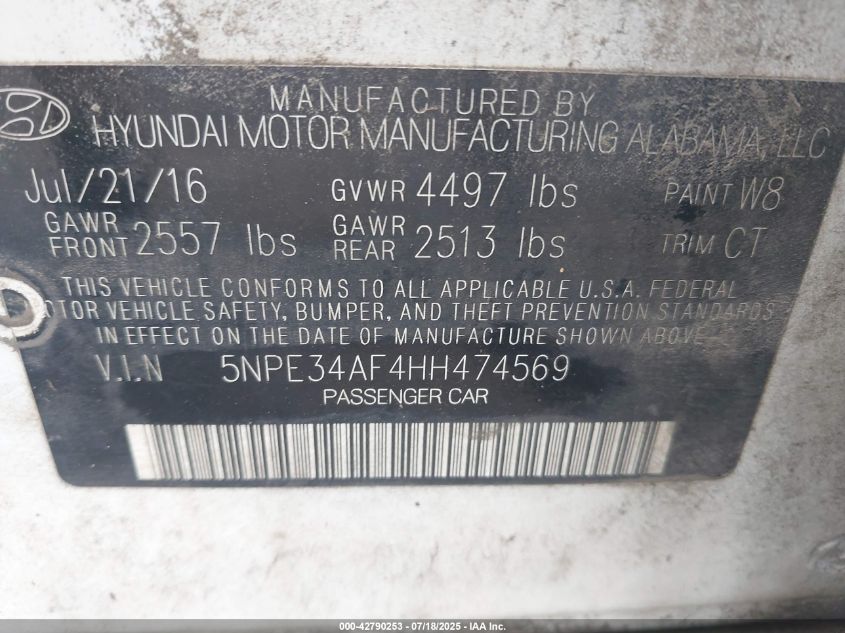 MANUFACTURED BY
HYUNDAI MOTOR MANUFACTURING ALABAMA, LLC
Jul/21/16 GVWR 4497 lbs PAINT W8
GAWR FRONT 2557 lbs GAWR REAR 2513 lbs TRIM CT
THIS VEHICLE CONFORMS TO ALL APPLICABLE U.S.A. FEDERAL
MOTOR VEHICLE SAFETY, BUMPER, AND THEFT PREVENTION STANDARDS
IN EFFECT ON THE DATE OF MANUFACTURE SHOWN ABOVE.
V.I.N 5NPE34AF4HH474569
PASSENGER CAR
000-42790253 - 07/18/2025 - IAA Inc.